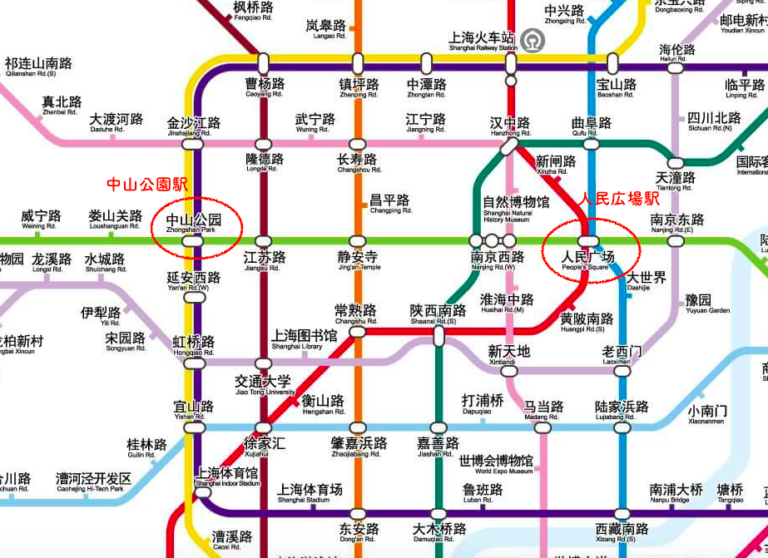 枫桥路
Fengqiao Rd.
岚皋路
Langao Rd.
中兴路
Zhongxing Rd.
Dongbaoxing Rd.
邮电新村
Youdian Xincun
上海火车站
Shanghai Railway Station
海伦路
Hailun Rd.
祁连山南路
Qilianshan Rd.(S)
曹杨路
Caoyang Rd.
镇坪路
Zhenping Rd.
中潭路
Zhongtan Rd.
宝山路
Baoshan Rd.
临平路
Linping Rd.
真北路
Zhenbei Rd.
大渡河路
Daduhe Rd.
金沙江路
Jinshajiang Rd.
武宁路
Wuning Rd.
江宁路
Jiangning Rd.
汉中路
Hanzhong Rd.
曲阜路
Qufu Rd.
四川北路
Sichuan Rd.(N)
隆德路
Longde Rd.
长寿路
Changshou Rd.
新闸路
Xinzha Rd.
国际客
天潼路
Tiantong Rd.
中山公園駅
人民広場駅
昌平路
Changping Rd.
自然博物馆
Shanghai Natural
History Museum
威宁路
Weining Rd.
娄山关路
Loushanguan Rd.
中山公园
Zhongshan Park
南京东路
Nanjing Rd.(E)
物园
龙溪路
Longxi Rd.
水城路
Shuicheng Rd.
江苏路
Jiangsu Rd.
静安寺
Jing'an Temple
南京西路
Nanjing Rd.(W)
人民广场
People's Square
延安西路
Yan'an Rd.(W)
大世界
Dashijie
淮海中路
Huaihai Rd.(M)
豫园
Yuyuan Garden
伊犁路
Yili Rd.
常熟路
Changshu Rd.
陕西南路
Shaanxi Rd.(S)
黄陂南路
Huangpi Rd.(S)
宋园路
Songyuan Rd.
虹桥路
Hongqiao Rd.
上海图书馆
Shanghai Library
龙柏新村
新天地
Xintiandi
老西门
Laoximen
交通大学
Jiao Tong University
衡山路
Hengshan Rd.
打浦桥
Dapuqiao
宜山路
Yishan Rd.
马当路
Madang Rd.
陆家浜路
Lujiabang Rd.
小南门
Xiaonanmen
桂林路
Guilin Rd.
徐家汇
Xujiahui
肇嘉浜路
Zhaojiabang Rd.
嘉善路
Jiashan Rd.
世博会博物馆
World Expo Museum
合川路
漕河泾开发区
Caohejing Hi-Tech Park
上海体育馆
Shanghai Indoor Stadium
上海体育场
Shanghai Stadium
鲁班路
Luban Rd.
南浦大桥
Nanpu Bridge
塘桥
Tangqiao
漕溪路
Caoxi Rd.
东安路
Dong'an Rd.
大木桥路
Damuqiao Rd.
西藏南路
Xizang Rd.(S)